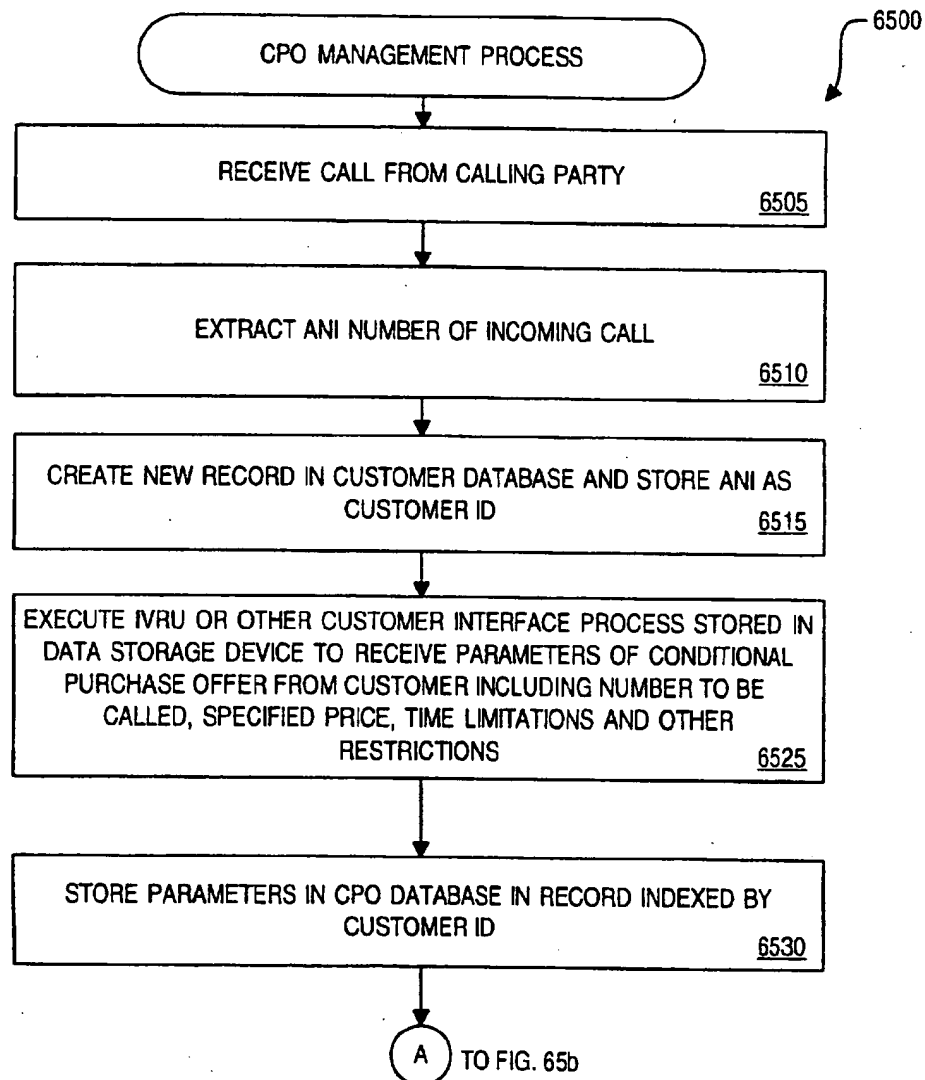 6500
CPO MANAGEMENT PROCESS
RECEIVE CALL FROM CALLING PARTY
6505
EXTRACT ANI NUMBER OF INCOMING CALL
6510
CREATE NEW RECORD IN CUSTOMER DATABASE AND STORE ANI AS
CUSTOMER ID
6515
EXECUTE IVRU OR OTHER CUSTOMER INTERFACE PROCESS STORED IN
DATA STORAGE DEVICE TO RECEIVE PARAMETERS OF CONDITIONAL
PURCHASE OFFER FROM CUSTOMER INCLUDING NUMBER TO BE
CALLED, SPECIFIED PRICE, TIME LIMITATIONS AND OTHER
RESTRICTIONS
6525
STORE PARAMETERS IN CPO DATABASE IN RECORD INDEXED BY
CUSTOMER ID
6530
A TO FIG. 65b